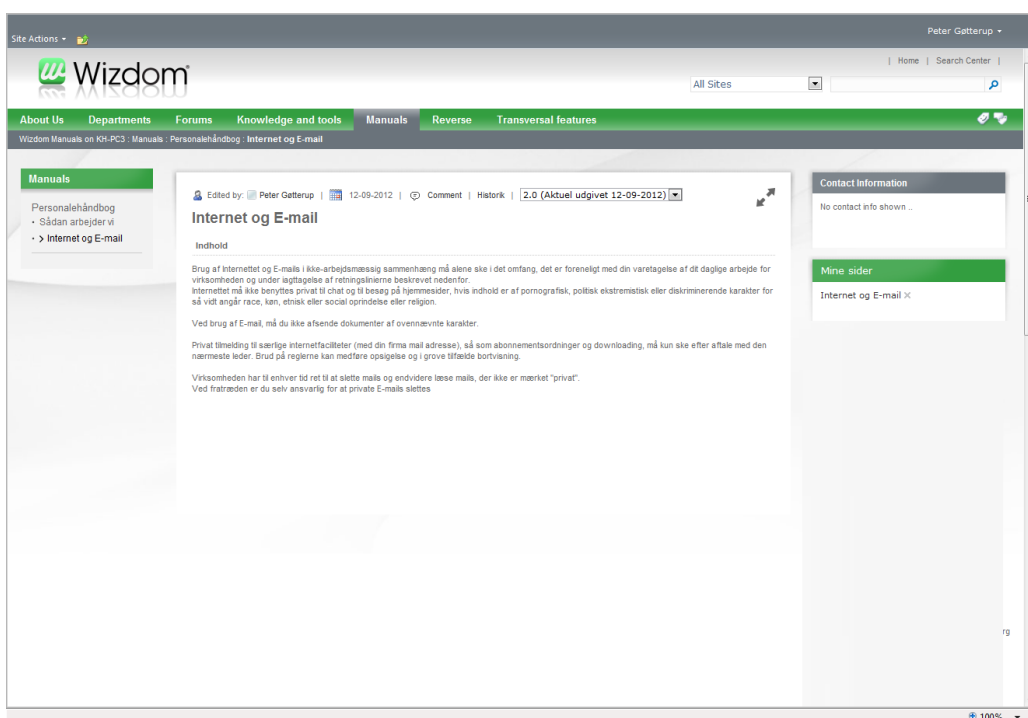 Peter Gøtterup
Site Actions
Wizdom
| Home | Search Center |
All Sites
About Us Departments Forums Knowledge and tools Manuals Reverse Transversal features
Wizdom Manuals on KH-PC3 : Manuals : Personalehåndbog : Internet og E-mail
Manuals
Personalehåndbog
Sådan arbejder vi
Internet og E-mail
Edited by: Peter Gøtterup | 12-09-2012 | Comment | Historik | 2.0 (Aktuel udgivet 12-09-2012)
Internet og E-mail
Indhold
Brug af Internettet og E-mails i ikke-arbejdsmæssig sammenhæng må alene ske i det omfang, det er foreneligt med din varetagelse af dit daglige arbejde for
virksomheden og under iagttagelse af retningslinierne beskrevet nedenfor.
Internettet må ikke benyttes privat til chat og til besøg på hjemmesider, hvis indhold er af pornografisk, politisk ekstremistisk eller diskriminerende karakter for
så vidt angår race, køn, etnisk eller social oprindelse eller religion.
Ved brug af E-mail, må du ikke afsende dokumenter af ovennævnte karakter.
Privat tilmelding til særlige internetfaciliteter (med din firma mail adresse), så som abonnementsordninger og downloading, må kun ske efter aftale med den
nærmeste leder. Brud på reglerne kan medføre opsigelse og i grove tilfælde bortvisning.
Virksomheden har til enhver tid ret til at slette mails og endvidere læse mails, der ikke er mærket "privat".
Ved fratræden er du selv ansvarlig for at private E-mails slettes
Contact Information
No contact info shown ..
Mine sider
Internet og E-mail
rg
100%